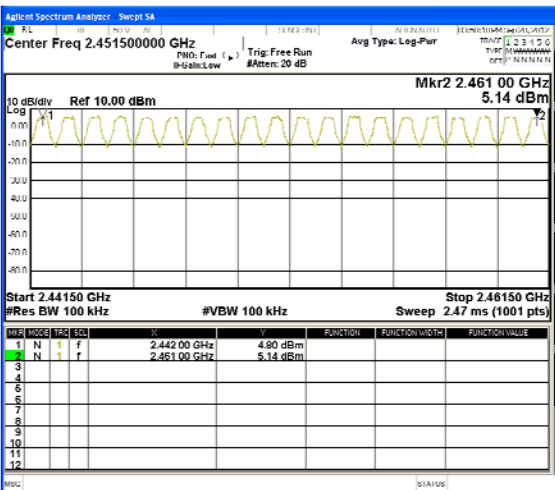 Agilent Spectrum Analyzer Swept SA
RL
Center Freq 2.451500000 GHz
PNO: Fast
IFGain:Low
Trig: Free Run
#Atten: 20 dB
Avg Type: Log-Pwr
TRACE 1 2 3 4 5 6
TYPE
DET P N N N N N
Mkr2 2.461 00 GHz
5.14 dBm
10 dB/div Ref 10.00 dBm
Log
1
2
0.00
-10.0
-20.0
-30.0
-40.0
-50.0
-60.0
-70.0
-80.0
Start 2.44150 GHz
Stop 2.46150 GHz
#Res BW 100 kHz
#VBW 100 kHz
Sweep 2.47 ms (1001 pts)
MKR MODE TRC SCL X Y FUNCTION FUNCTION WIDTH FUNCTION VALUE
1 N 1 f 2.442 00 GHz 4.80 dBm
2 N 1 f 2.461 00 GHz 5.14 dBm
3
4
5
6
7
8
9
10
11
12
MSG
STATUS